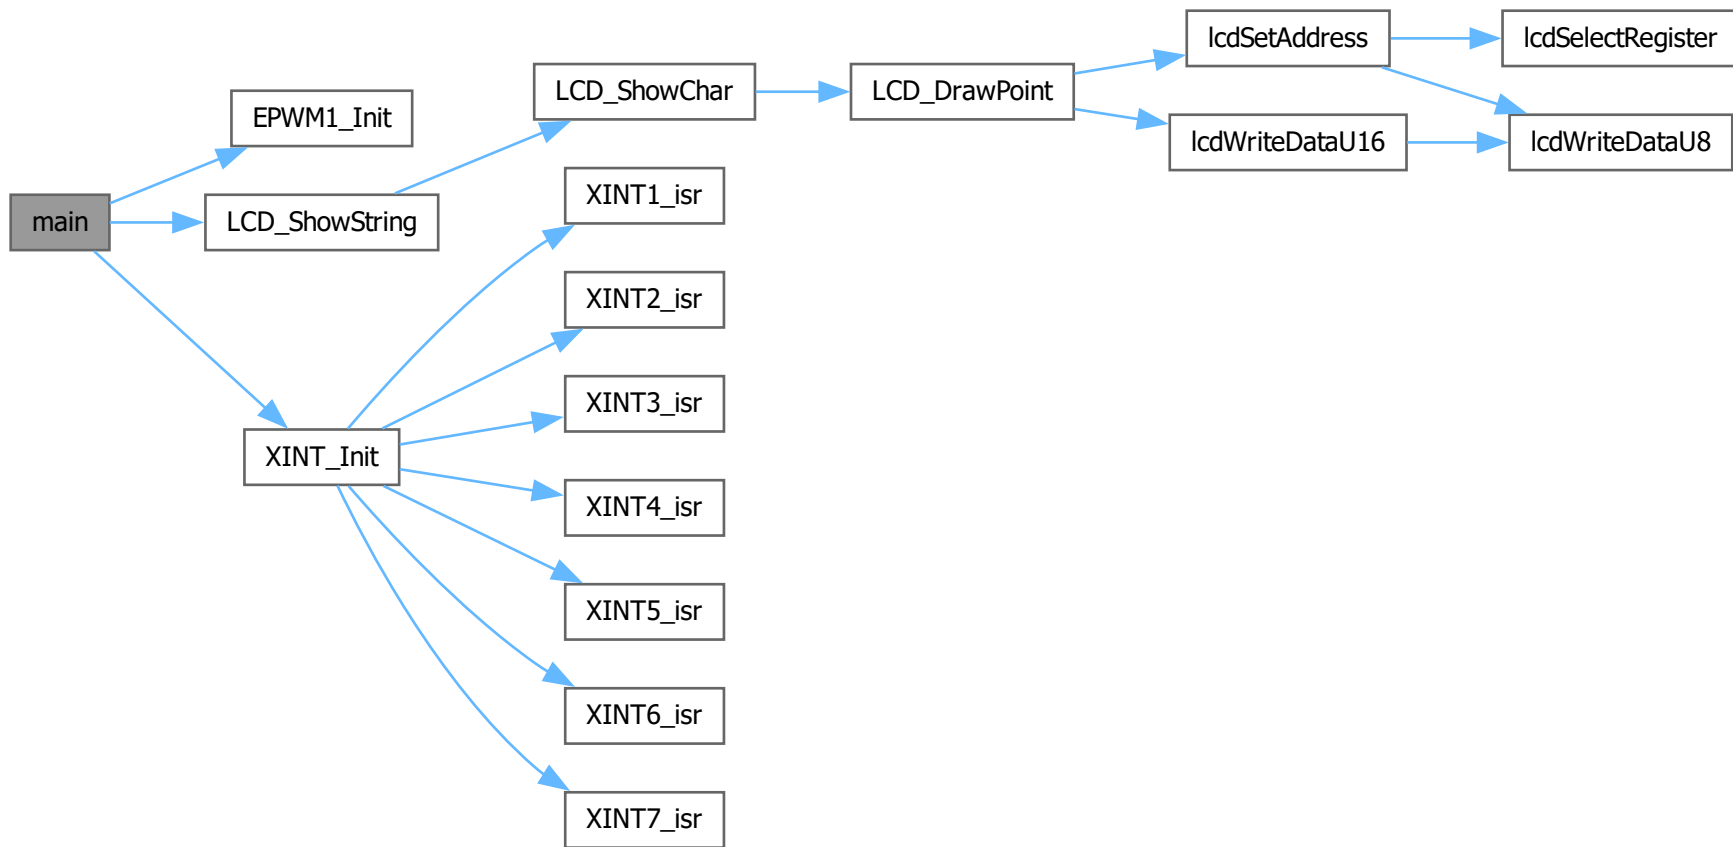 main
EPWM1_Init
LCD_ShowString
XINT_Init
LCD_ShowChar
XINT1_isr
XINT2_isr
XINT3_isr
XINT4_isr
XINT5_isr
XINT6_isr
XINT7_isr
LCD_DrawPoint
lcdSetAddress
lcdWriteDataU16
lcdSelectRegister
lcdWriteDataU8